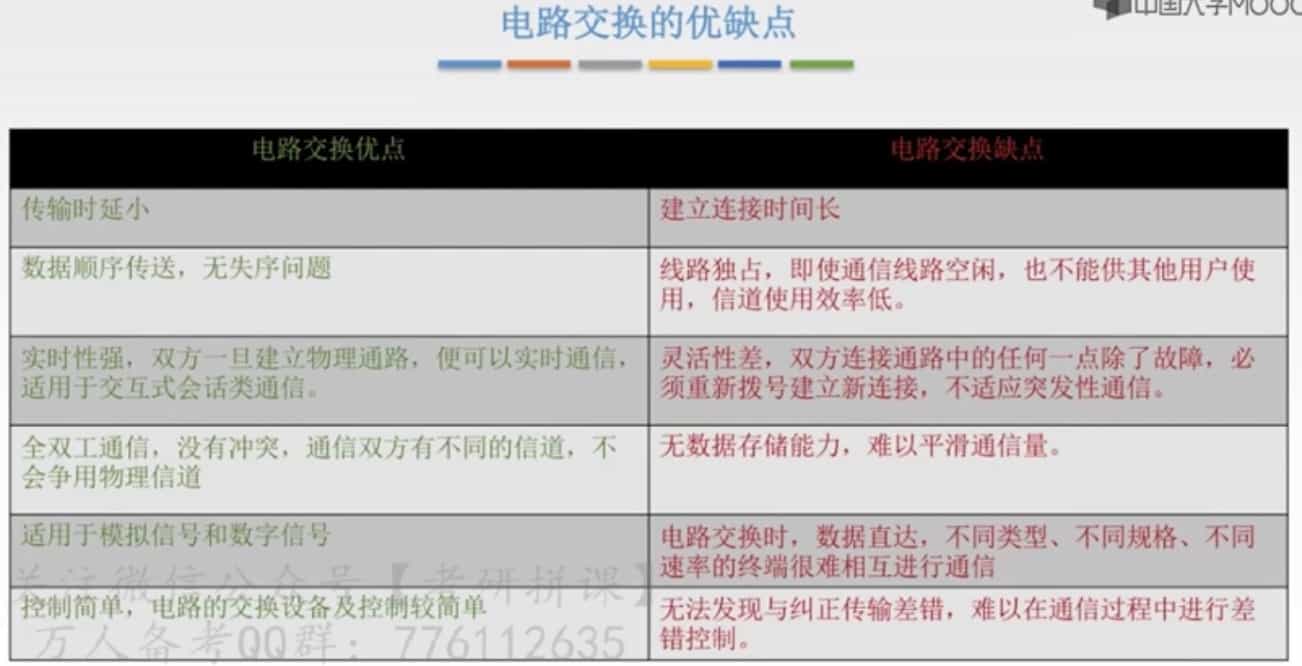 电路交换的优缺点
中国大学MOOC
电路交换优点
电路交换缺点
传输时延小
建立连接时间长
数据顺序传送，无失序问题
线路独占，即使通信线路空闲，也不能供其他用户使
用，信道使用效率低。
实时性强，双方一旦建立物理通路，便可以实时通信，
适用于交互式会话类通信。
灵活性差，双方连接通路中的任何一点除了故障，必
须重新拨号建立新连接，不适应突发性通信。
全双工通信，没有冲突，通信双方有不同的信道，不
会争用物理信道
无数据存储能力，难以平滑通信量。
适用于模拟信号和数字信号
电路交换时，数据直达，不同类型、不同规格、不同
速率的终端很难相互进行通信
关注微信公众号【考研拼课】
控制简单，电路的交换设备及控制较简单
无法发现与纠正传输差错，难以在通信过程中进行差
错控制。
万人备考QQ群：776112635